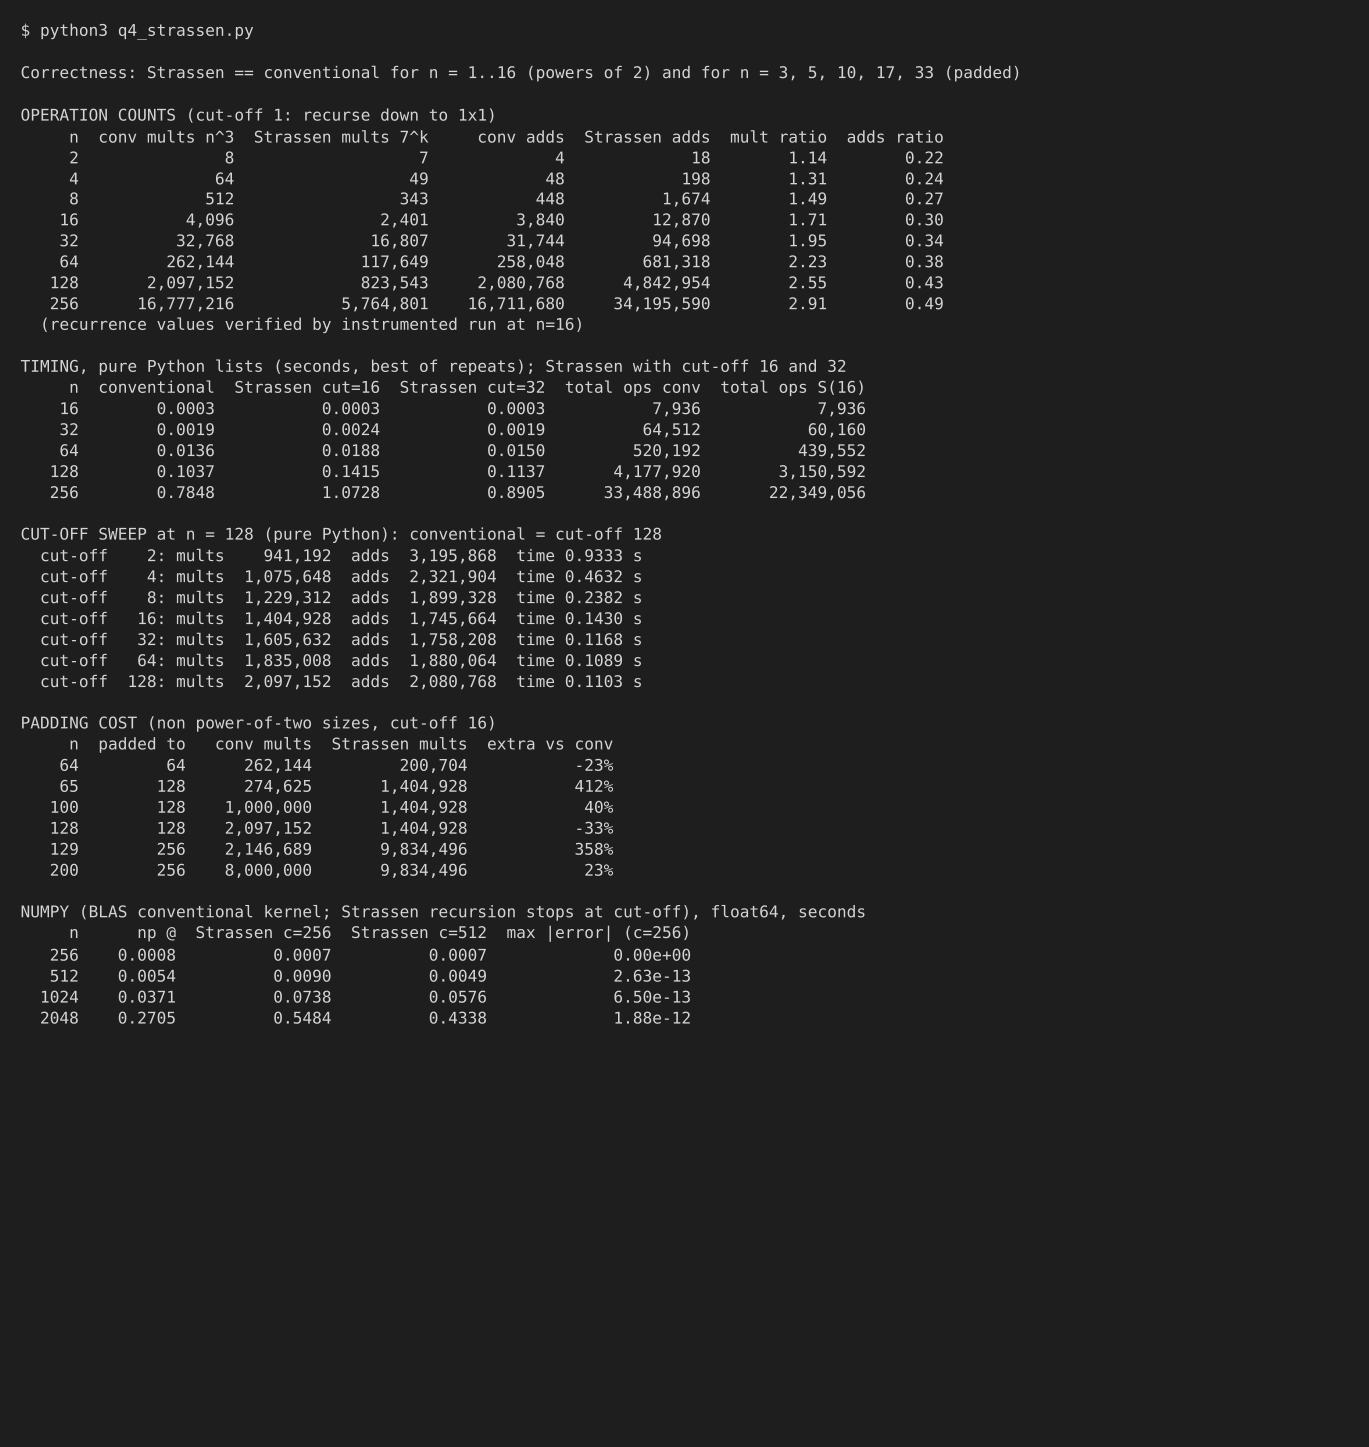 $ python3 q4_strassen.py
Correctness: Strassen == conventional for n = 1..16 (powers of 2) and for n = 3, 5, 10, 17, 33 (padded)
OPERATION COUNTS (cut-off 1: recurse down to 1x1)
     n  conv mults n^3  Strassen mults 7^k     conv adds  Strassen adds  mult ratio  adds ratio
     2               8                   7             4             18        1.14        0.22
     4              64                  49            48            198        1.31        0.24
     8             512                 343           448          1,674        1.49        0.27
    16           4,096               2,401         3,840         12,870        1.71        0.30
    32          32,768              16,807        31,744         94,698        1.95        0.34
    64         262,144             117,649       258,048        681,318        2.23        0.38
   128       2,097,152             823,543     2,080,768      4,842,954        2.55        0.43
   256      16,777,216           5,764,801    16,711,680     34,195,590        2.91        0.49
  (recurrence values verified by instrumented run at n=16)
TIMING, pure Python lists (seconds, best of repeats); Strassen with cut-off 16 and 32
     n  conventional  Strassen cut=16  Strassen cut=32  total ops conv  total ops S(16)
    16        0.0003           0.0003           0.0003           7,936            7,936
    32        0.0019           0.0024           0.0019          64,512           60,160
    64        0.0136           0.0188           0.0150         520,192          439,552
   128        0.1037           0.1415           0.1137       4,177,920        3,150,592
   256        0.7848           1.0728           0.8905      33,488,896       22,349,056
CUT-OFF SWEEP at n = 128 (pure Python): conventional = cut-off 128
  cut-off    2: mults    941,192  adds  3,195,868  time 0.9333 s
  cut-off    4: mults  1,075,648  adds  2,321,904  time 0.4632 s
  cut-off    8: mults  1,229,312  adds  1,899,328  time 0.2382 s
  cut-off   16: mults  1,404,928  adds  1,745,664  time 0.1430 s
  cut-off   32: mults  1,605,632  adds  1,758,208  time 0.1168 s
  cut-off   64: mults  1,835,008  adds  1,880,064  time 0.1089 s
  cut-off  128: mults  2,097,152  adds  2,080,768  time 0.1103 s
PADDING COST (non power-of-two sizes, cut-off 16)
     n  padded to   conv mults  Strassen mults  extra vs conv
    64         64      262,144         200,704           -23%
    65        128      274,625       1,404,928           412%
   100        128    1,000,000       1,404,928            40%
   128        128    2,097,152       1,404,928           -33%
   129        256    2,146,689       9,834,496           358%
   200        256    8,000,000       9,834,496            23%
NUMPY (BLAS conventional kernel; Strassen recursion stops at cut-off), float64, seconds
     n      np @  Strassen c=256  Strassen c=512  max |error| (c=256)
   256    0.0008          0.0007          0.0007             0.00e+00
   512    0.0054          0.0090          0.0049             2.63e-13
  1024    0.0371          0.0738          0.0576             6.50e-13
  2048    0.2705          0.5484          0.4338             1.88e-12